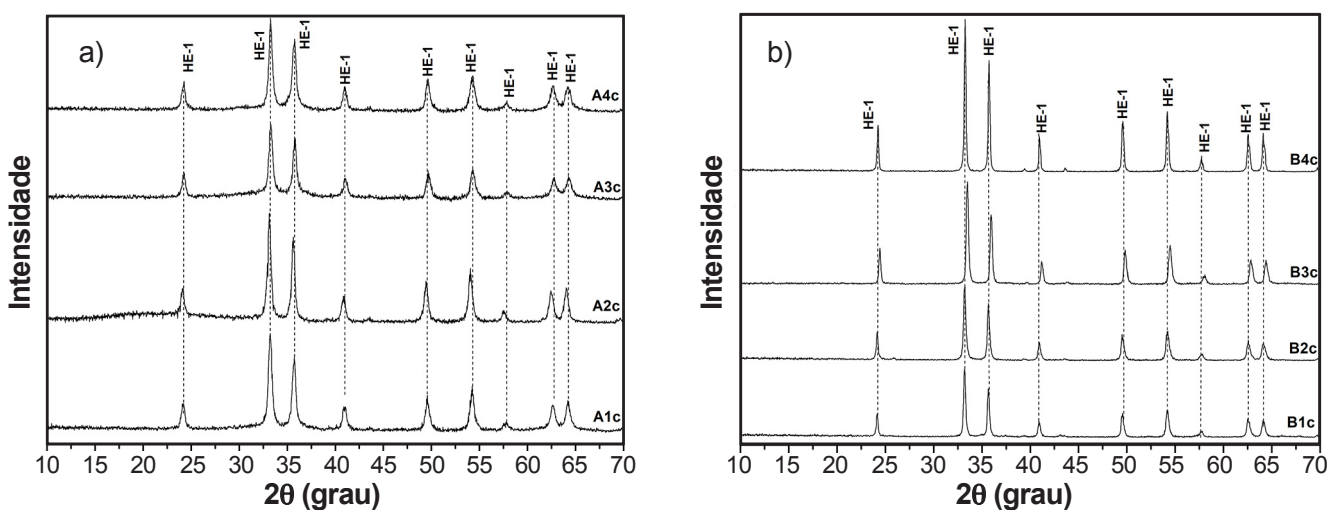 a)
HE-1
HE-1
HE-1
HE-1
HE-1
HE-1
HE-1
HE-1
HE-1
A4c
A3c
A2c
A1c
Intensidade
10 15 20 25 30 35 40 45 50 55 60 65 70
2θ (grau)
b)
HE-1
HE-1
HE-1
HE-1
HE-1
HE-1
HE-1
HE-1
HE-1
B4c
B3c
B2c
B1c
Intensidade
10 15 20 25 30 35 40 45 50 55 60 65 70
2θ (grau)